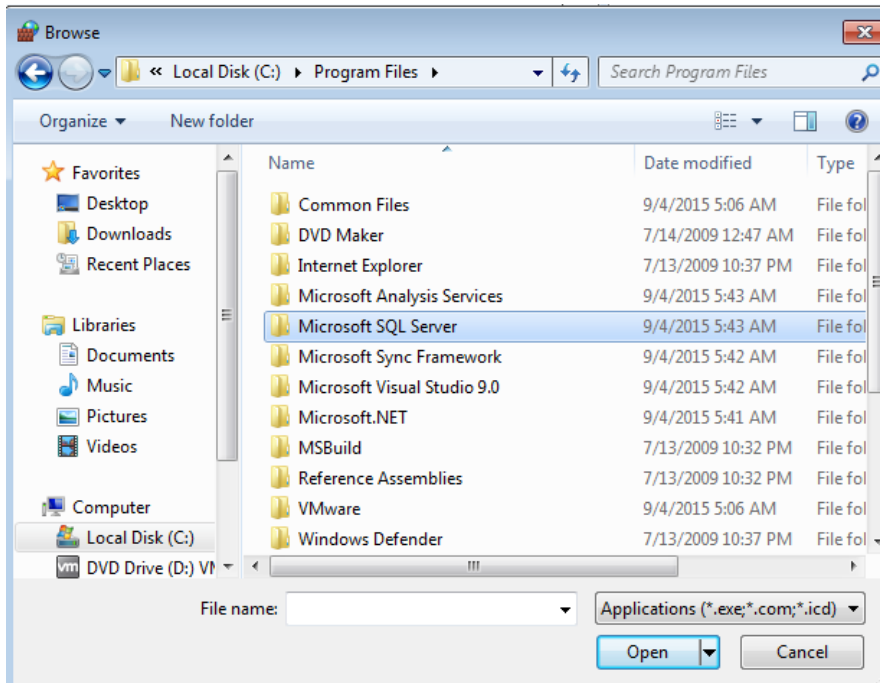 Browse
« Local Disk (C:) ▸ Program Files ▸ Search Program Files
Organize ▾ New folder
Name Date modified Type
Favorites
Desktop
Downloads
Recent Places
Libraries
Documents
Music
Pictures
Videos
Computer
Local Disk (C:)
vm DVD Drive (D:)
Common Files 9/4/2015 5:06 AM File fol
DVD Maker 7/14/2009 12:47 AM File fol
Internet Explorer 7/13/2009 10:37 PM File fol
Microsoft Analysis Services 9/4/2015 5:43 AM File fol
Microsoft SQL Server 9/4/2015 5:43 AM File fol
Microsoft Sync Framework 9/4/2015 5:42 AM File fol
Microsoft Visual Studio 9.0 9/4/2015 5:42 AM File fol
Microsoft.NET 9/4/2015 5:41 AM File fol
MSBuild 7/13/2009 10:32 PM File fol
Reference Assemblies 7/13/2009 10:32 PM File fol
VMware 9/4/2015 5:06 AM File fol
Windows Defender 7/13/2009 10:37 PM File fol
File name: Applications (*.exe;*.com;*.icd)
Open Cancel